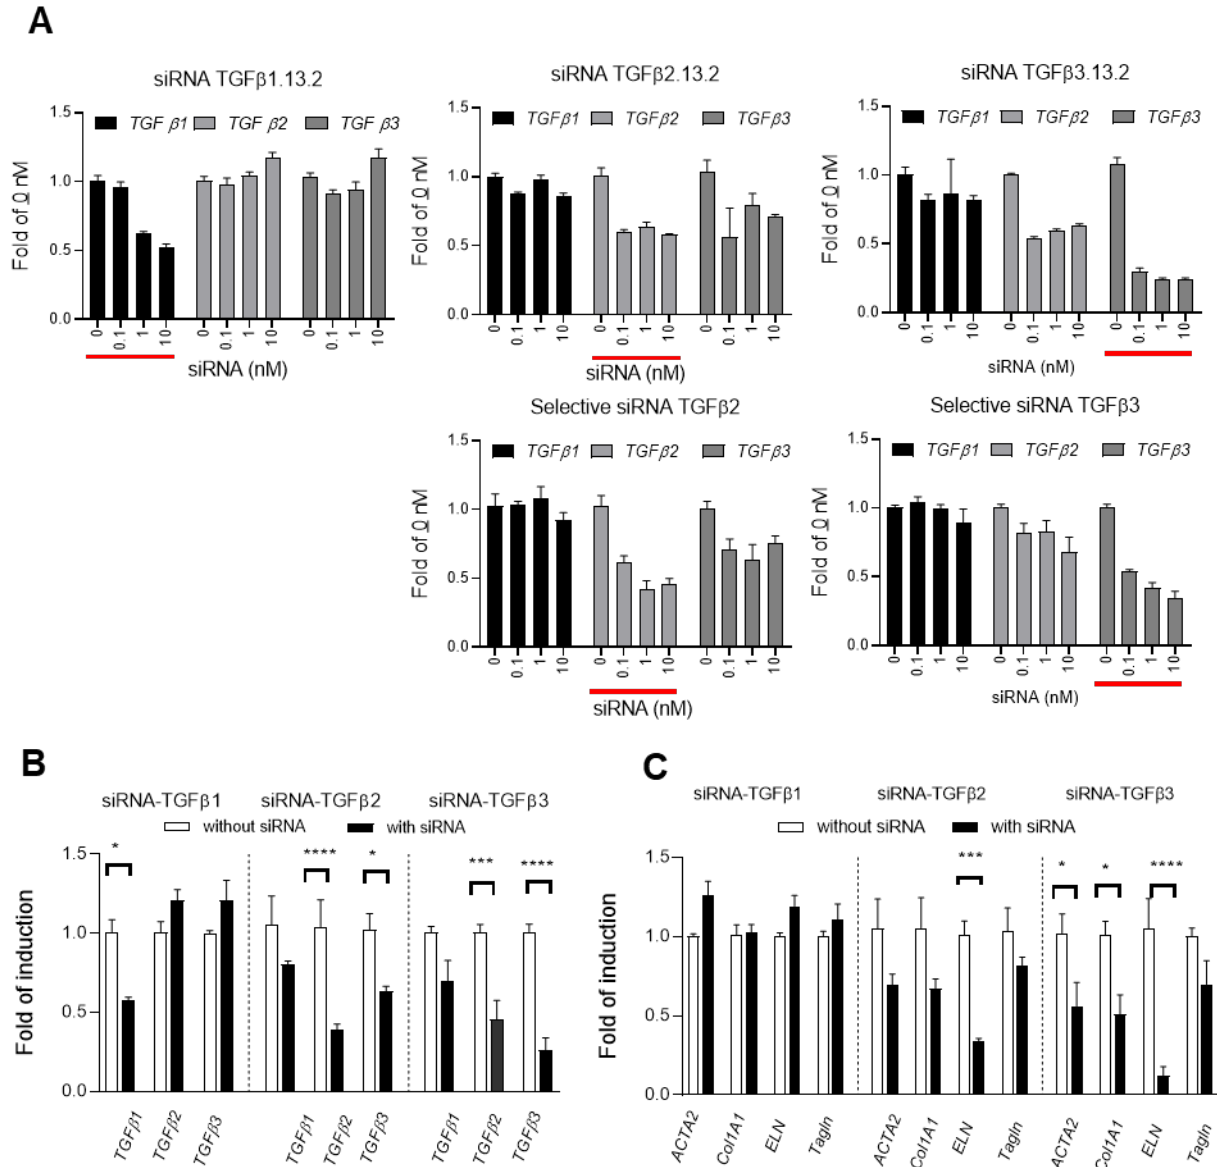 A
siRNA TGFβ1.13.2
siRNA TGFβ2.13.2
siRNA TGFβ3.13.2
Fold of 0 nM
1.5
1.0
0.5
0.0
TGF β1 TGF β2 TGF β3
0 0.1 1 10 0 0.1 1 10 0 0.1 1 10
siRNA (nM)
Fold of 0 nM
1.5
1.0
0.5
0.0
TGFβ1 TGFβ2 TGFβ3
0 0.1 1 10 0 0.1 1 10 0 0.1 1 10
siRNA (nM)
Fold of 0 nM
1.5
1.0
0.5
0.0
TGFβ1 TGFβ2 TGFβ3
0 0.1 1 10 0 0.1 1 10 0 0.1 1 10
siRNA (nM)
Selective siRNA TGFβ2
Fold of 0 nM
1.5
1.0
0.5
0.0
TGFβ1 TGFβ2 TGFβ3
0 0.1 1 10 0 0.1 1 10 0 0.1 1 10
siRNA (nM)
Selective siRNA TGFβ3
Fold of 0 nM
1.5
1.0
0.5
0.0
TGFβ1 TGFβ2 TGFβ3
0 0.1 1 10 0 0.1 1 10 0 0.1 1 10
siRNA (nM)
B
siRNA-TGFβ1 siRNA-TGFβ2 siRNA-TGFβ3
without siRNA with siRNA
Fold of induction
1.5
1.0
0.5
0.0
* **** * *** ****
TGFβ1 TGFβ2 TGFβ3 TGFβ1 TGFβ2 TGFβ3 TGFβ1 TGFβ2 TGFβ3
C
siRNA-TGFβ1 siRNA-TGFβ2 siRNA-TGFβ3
without siRNA with siRNA
Fold of induction
1.5
1.0
0.5
0.0
*** * * ****
ACTA2 Col1A1 ELN Tagln ACTA2 Col1A1 ELN Tagln ACTA2 Col1A1 ELN Tagln